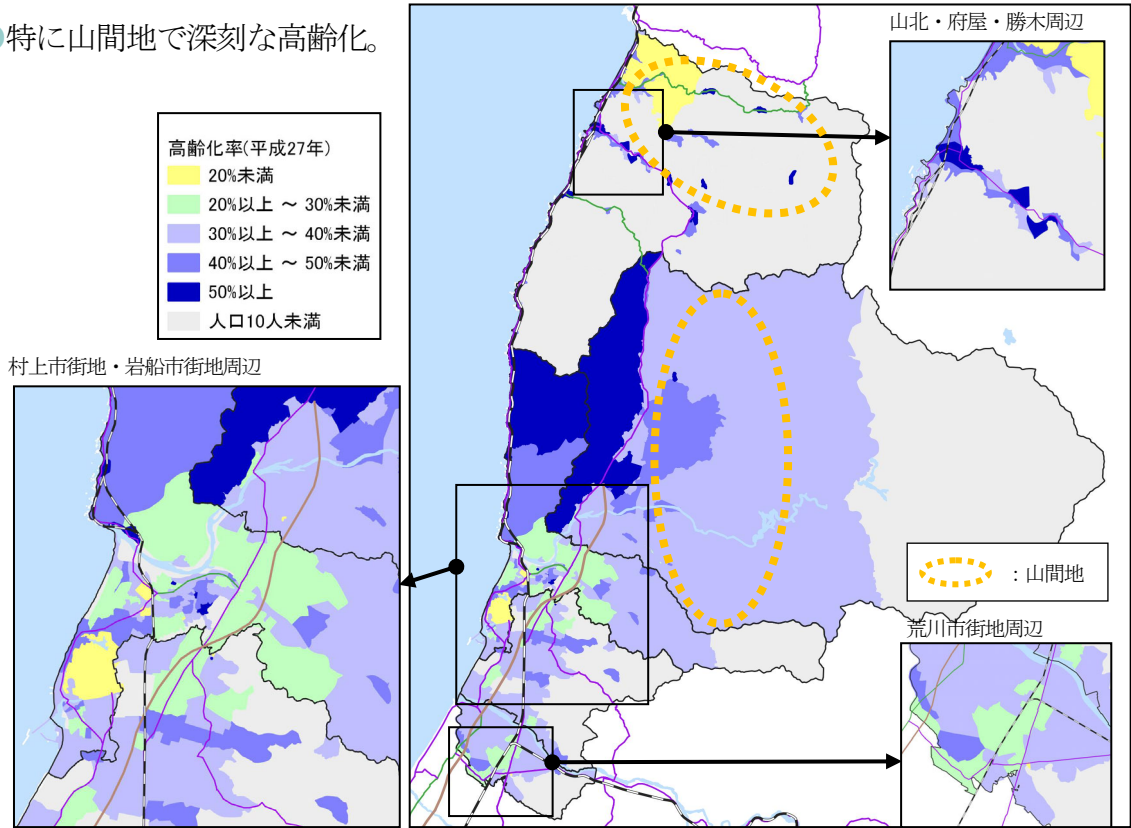 特に山間地で深刻な高齢化。
山北・府屋・勝木周辺
高齢化率(平成27年)
20%未満
20%以上 ~ 30%未満
30%以上 ~ 40%未満
40%以上 ~ 50%未満
50%以上
人口10人未満
村上市街地・岩船市街地周辺
:山間地
荒川市街地周辺